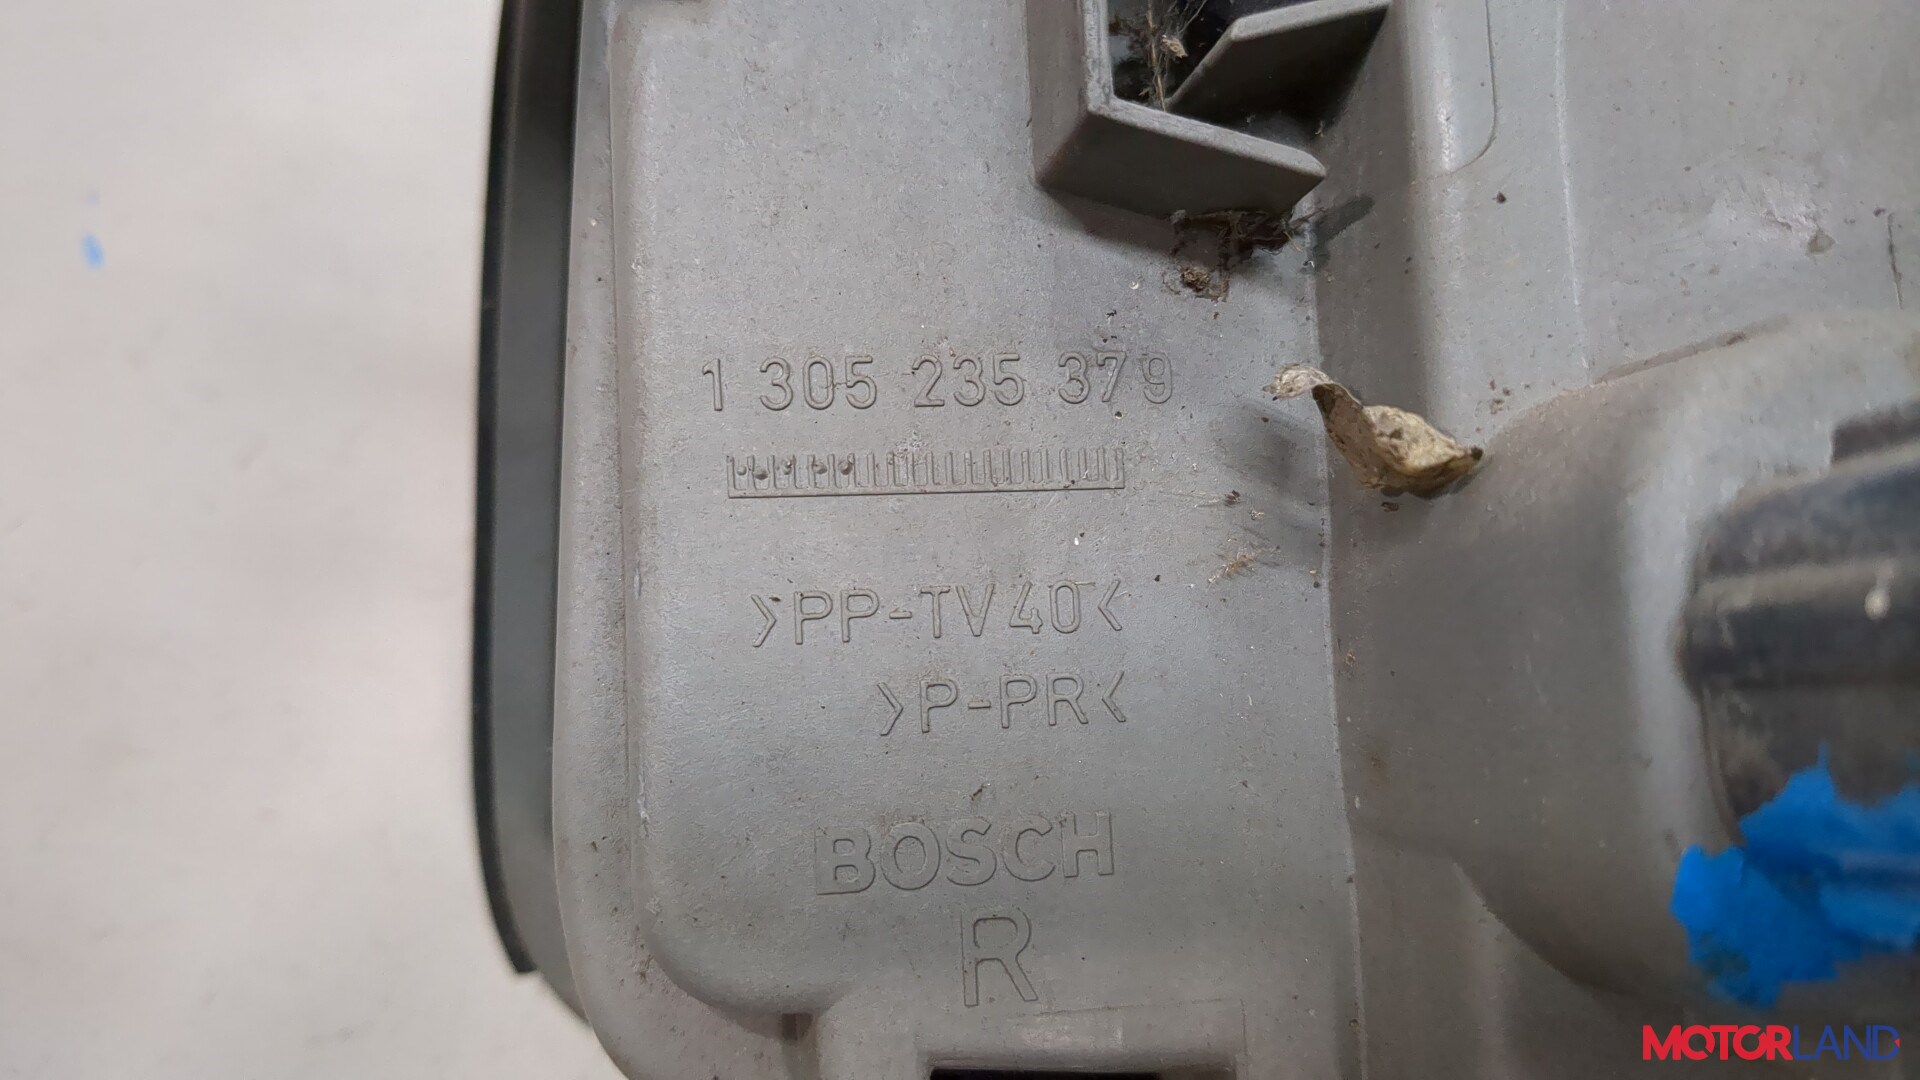 1 305 235 379
>PP-TV40<
>P-PR<
BOSCH
R
MOTORLAND